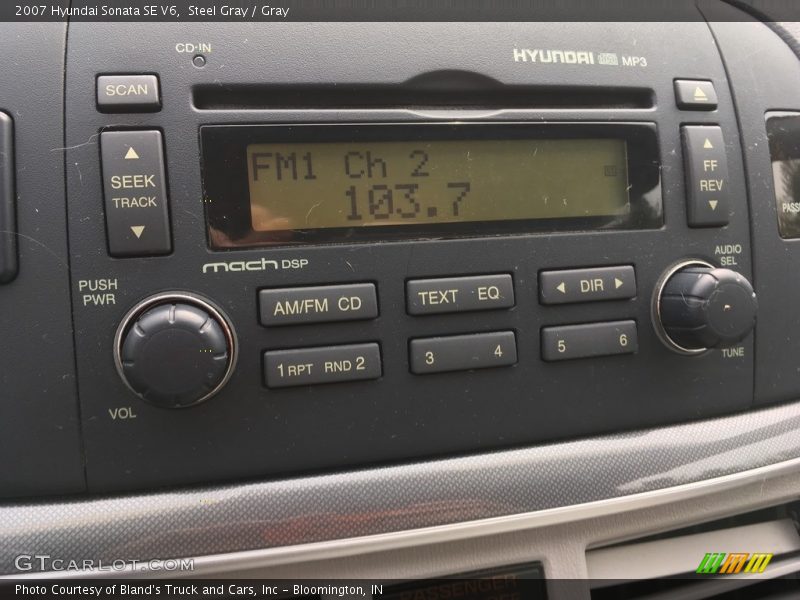 2007 Hyundai Sonata SE V6,  Steel Gray / Gray
CD-IN
HYUNDAI MP3
SCAN
FM1 Ch 2
103.7
SEEK
TRACK
FF
REV
PASS
mach DSP
PUSH
PWR
AUDIO
SEL
AM/FM CD
TEXT EQ
DIR
1 RPT RND 2
3 4
5 6
VOL
TUNE
GTCARLOT.COM
PASSENGER
Photo Courtesy of Bland's Truck and Cars, Inc - Bloomington, IN